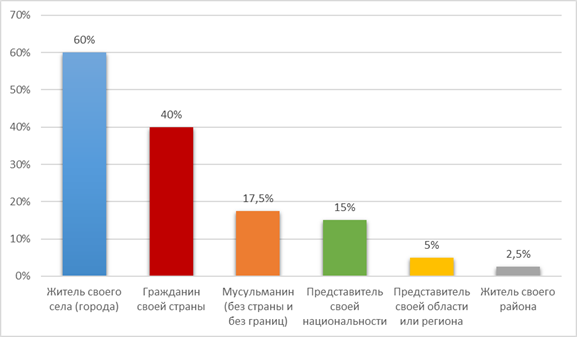 70%
60%
50%
40%
30%
20%
10%
0%
60%
40%
17,5%
15%
5%
2,5%
Житель своего
села (города)
Гражданин
своей страны
Мусульманин
(без страны и
без границ)
Представитель
своей
национальности
Представитель
своей области
или региона
Житель своего
района